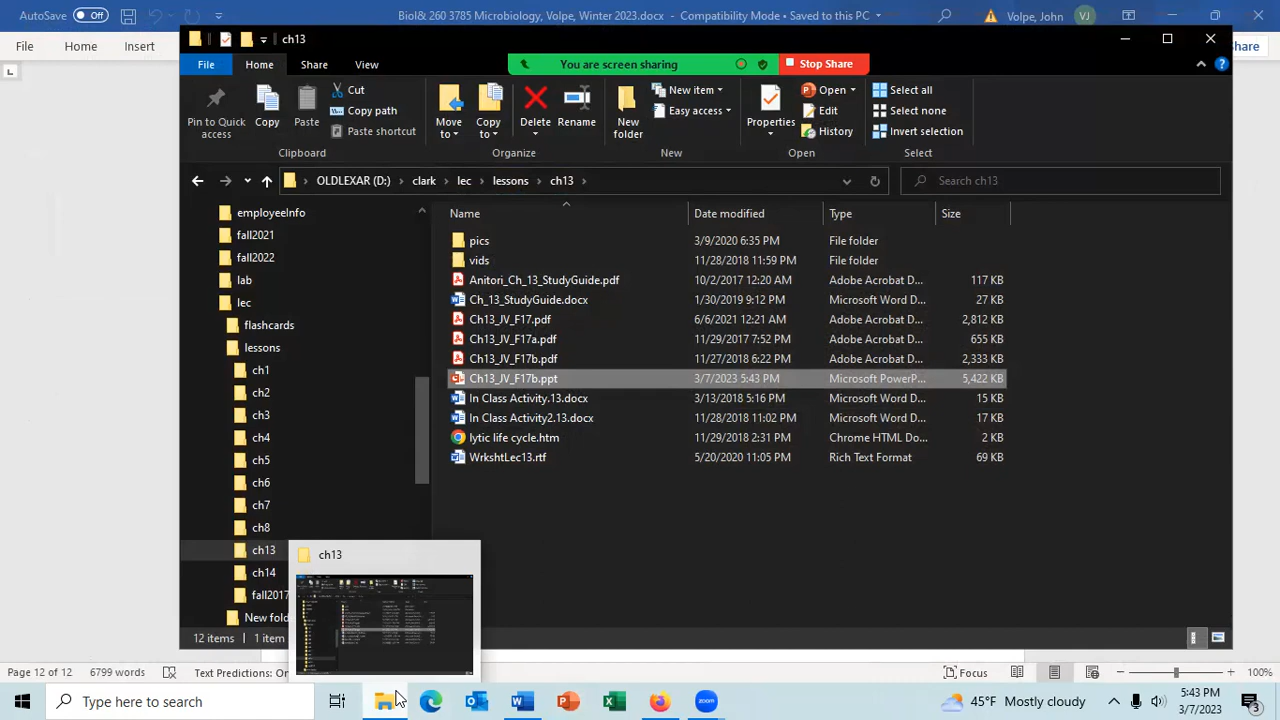 AutoSave Off Biol& 260 3785 Microbiology, Volpe, Winter 2023.docx - Compatibility Mode • Saved to this PC Volpe, John VJ
File Home Insert hare
ch13
You are screen sharing Stop Share
File Home Share View
Pin to Quick access Copy Paste Cut Copy path Paste shortcut
Move to Copy to Delete Rename New folder New item Easy access
Properties Open Edit History Select all Select none Invert selection
Clipboard Organize New Open Select
OLDLEXAR (D:) clark lec lessons ch13 Search ch13
employeeInfo
fall2021
fall2022
lab
lec
flashcards
lessons
ch1
ch2
ch3
ch4
ch5
ch6
ch7
ch8
ch13
ch14
fall2017
New fold
Name Date modified Type Size
pics 3/9/2020 6:35 PM File folder
vids 11/28/2018 11:59 PM File folder
Anitori_Ch_13_StudyGuide.pdf 10/2/2017 12:20 AM Adobe Acrobat D... 117 KB
Ch_13_StudyGuide.docx 1/30/2019 9:12 PM Microsoft Word D... 27 KB
Ch13_JV_F17.pdf 6/6/2021 12:21 AM Adobe Acrobat D... 2,812 KB
Ch13_JV_F17a.pdf 11/29/2017 7:52 PM Adobe Acrobat D... 655 KB
Ch13_JV_F17b.pdf 11/27/2018 6:22 PM Adobe Acrobat D... 2,333 KB
Ch13_JV_F17b.ppt 3/7/2023 5:43 PM Microsoft PowerP... 5,422 KB
In Class Activity.13.docx 3/13/2018 5:16 PM Microsoft Word D... 15 KB
In Class Activity2.13.docx 11/28/2018 11:02 PM Microsoft Word D... 17 KB
lytic life cycle.htm 11/29/2018 2:31 PM Chrome HTML Do... 2 KB
WrkshtLec13.rtf 5/20/2020 11:05 PM Rich Text Format 69 KB
ch13
12 items 1 item
Text Predictions: On Focus 100%
6799 words
Type here to search 45°F Mostly cloudy 5:43 PM
3/7/2023 3